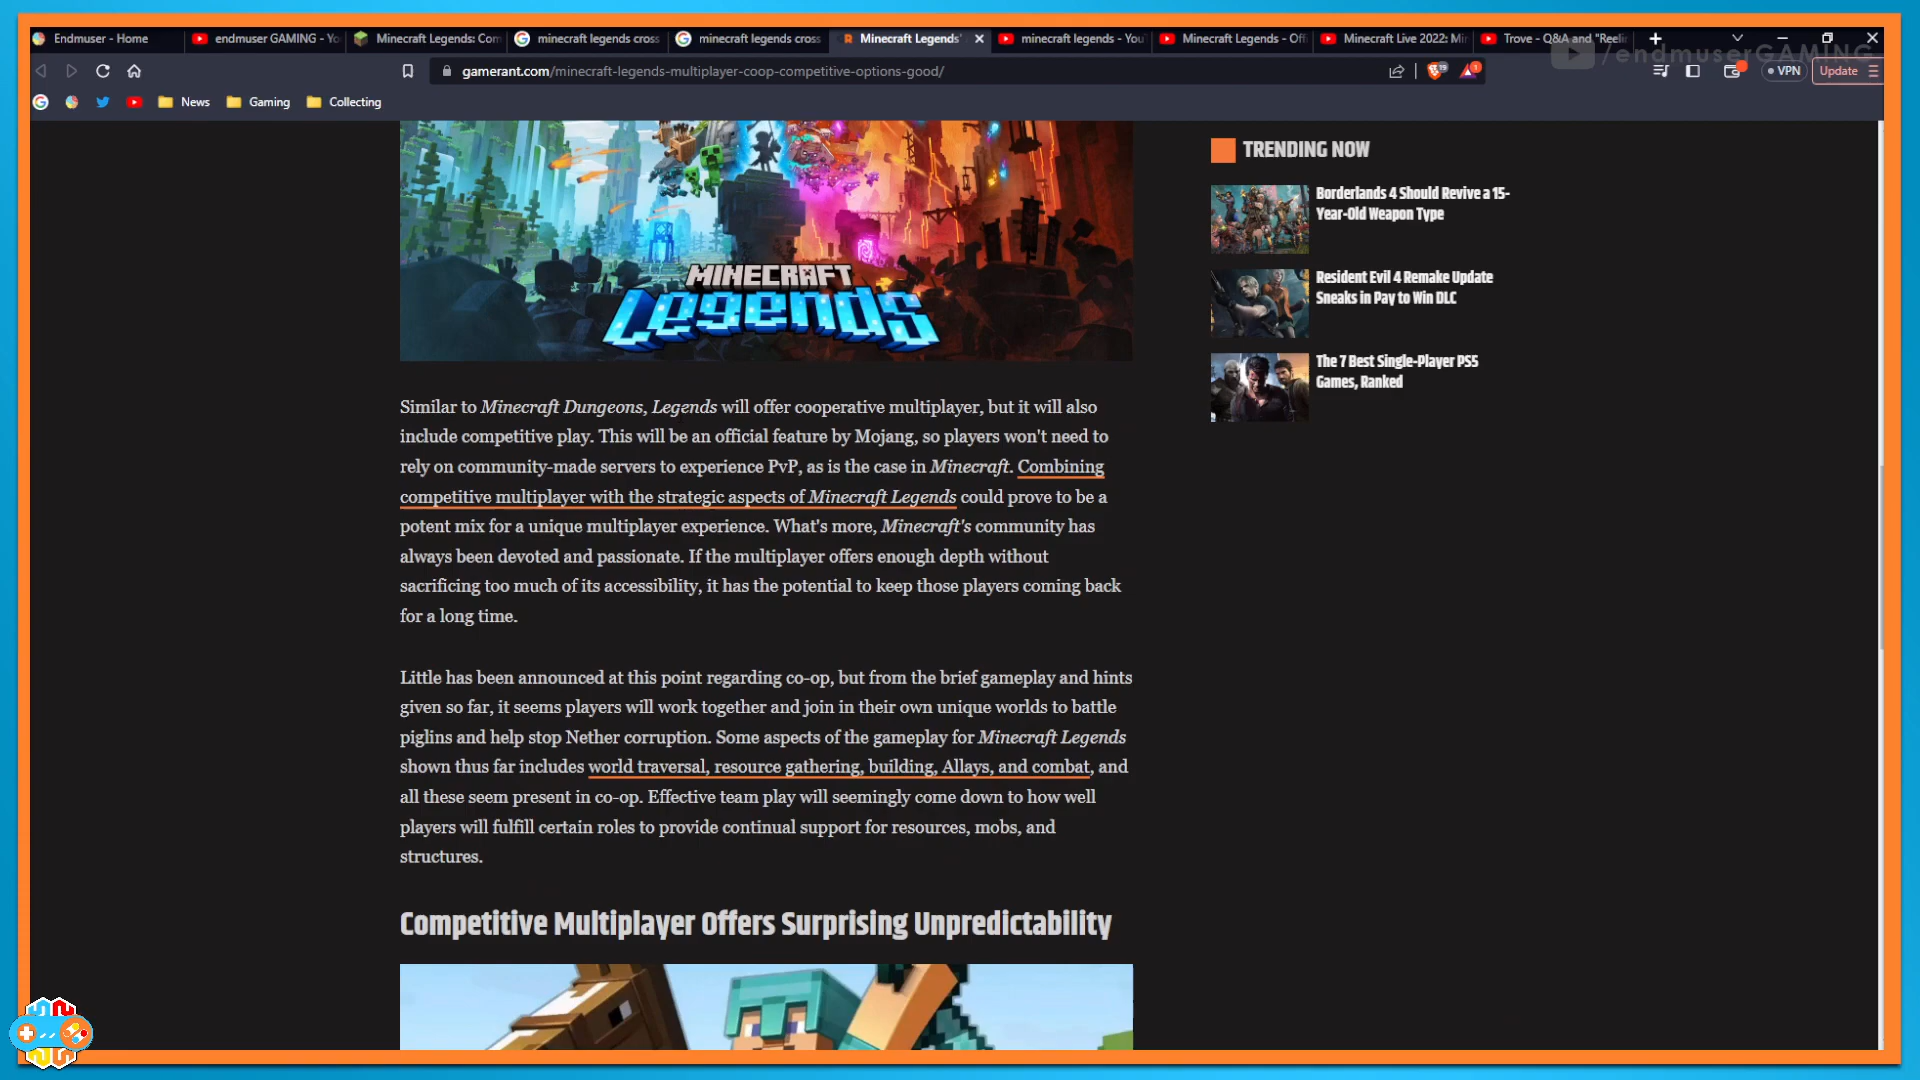 Endmuser - Home
endmuser GAMING - Yo
Minecraft Legends: Com
minecraft legends cross
minecraft legends cross
Minecraft Legends'
minecraft legends - You
Minecraft Legends - Offi
Minecraft Live 2022: Mi
Trove - Q&A and "Reeli
/endmuserGAMING
gamerant.com/minecraft-legends-multiplayer-coop-competitive-options-good/
VPN
Update
News
Gaming
Collecting
MINECRAFT
Legends
TRENDING NOW
Borderlands 4 Should Revive a 15-
Year-Old Weapon Type
Resident Evil 4 Remake Update
Sneaks in Pay to Win DLC
The 7 Best Single-Player PS5
Games, Ranked
Similar to Minecraft Dungeons, Legends will offer cooperative multiplayer, but it will also
include competitive play. This will be an official feature by Mojang, so players won't need to
rely on community-made servers to experience PvP, as is the case in Minecraft. Combining
competitive multiplayer with the strategic aspects of Minecraft Legends could prove to be a
potent mix for a unique multiplayer experience. What's more, Minecraft's community has
always been devoted and passionate. If the multiplayer offers enough depth without
sacrificing too much of its accessibility, it has the potential to keep those players coming back
for a long time.
Little has been announced at this point regarding co-op, but from the brief gameplay and hints
given so far, it seems players will work together and join in their own unique worlds to battle
piglins and help stop Nether corruption. Some aspects of the gameplay for Minecraft Legends
shown thus far includes world traversal, resource gathering, building, Allays, and combat, and
all these seem present in co-op. Effective team play will seemingly come down to how well
players will fulfill certain roles to provide continual support for resources, mobs, and
structures.
Competitive Multiplayer Offers Surprising Unpredictability